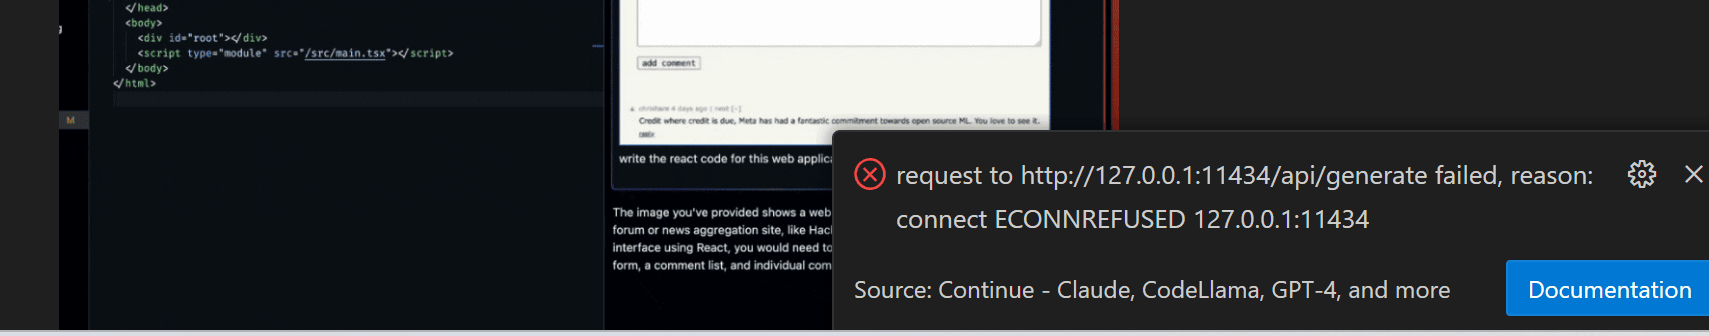 </head>
<body>
<div id="root"></div>
<script type="module" src="/src/main.tsx"></script>
</body>
</html>
M
add comment
4 days ago | next [-]
Credit where credit is due, Meta has had a fantastic commitment towards open source ML. You love to see it.
reply
write the react code for this web applica
The image you've provided shows a web
forum or news aggregation site, like Hac
interface using React, you would need to
form, a comment list, and individual com
request to http://127.0.0.1:11434/api/generate failed, reason:
connect ECONNREFUSED 127.0.0.1:11434
Source: Continue - Claude, CodeLlama, GPT-4, and more
Documentation